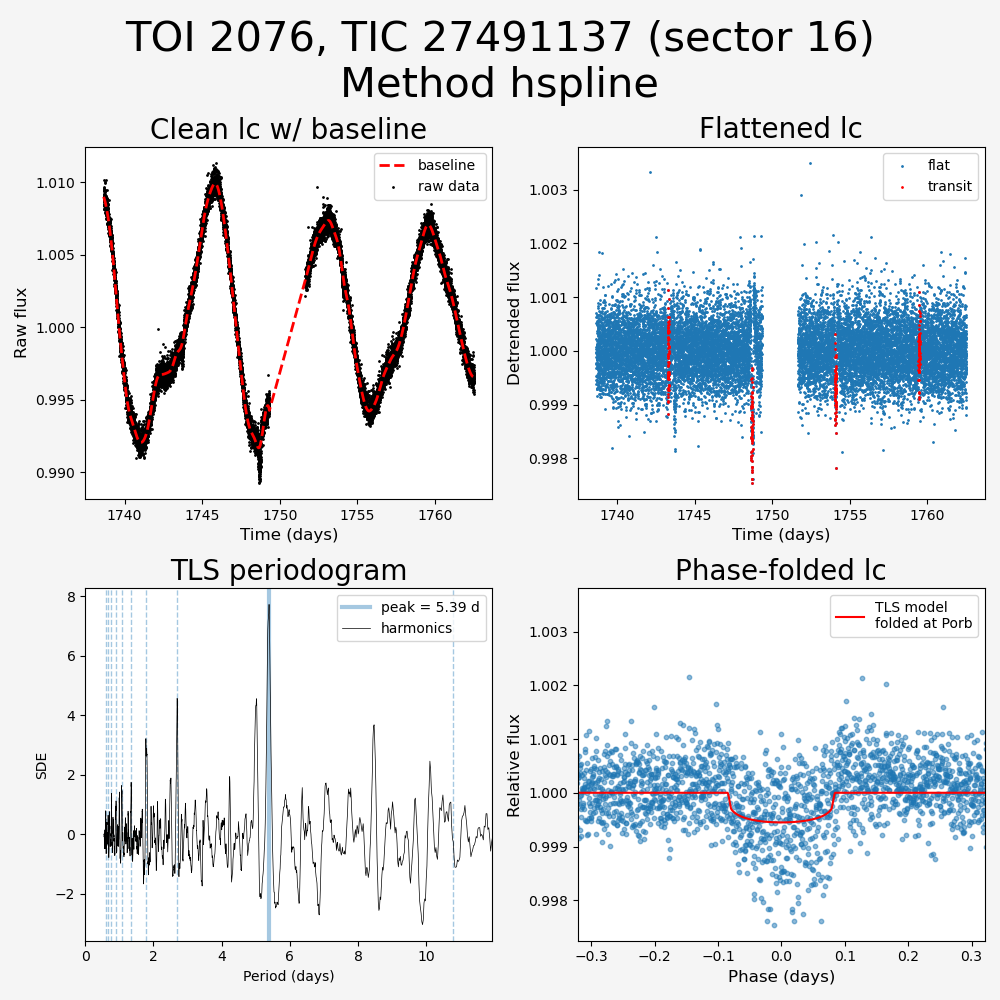 TOI 2076, TIC 27491137 (sector 16)
Method hspline
Clean lc w/ baseline
baseline
raw data
1.010
1.005
1.000
0.995
0.990
Raw flux
1740 1745 1750 1755 1760
Time (days)
Flattened lc
flat
transit
1.003
1.002
1.001
1.000
0.999
0.998
Detrended flux
1740 1745 1750 1755 1760
Time (days)
TLS periodogram
peak = 5.39 d
harmonics
8
6
4
2
0
−2
SDE
0 2 4 6 8 10
Period (days)
Phase-folded lc
TLS model
folded at Porb
1.003
1.002
1.001
1.000
0.999
0.998
Relative flux
−0.3 −0.2 −0.1 0.0 0.1 0.2 0.3
Phase (days)